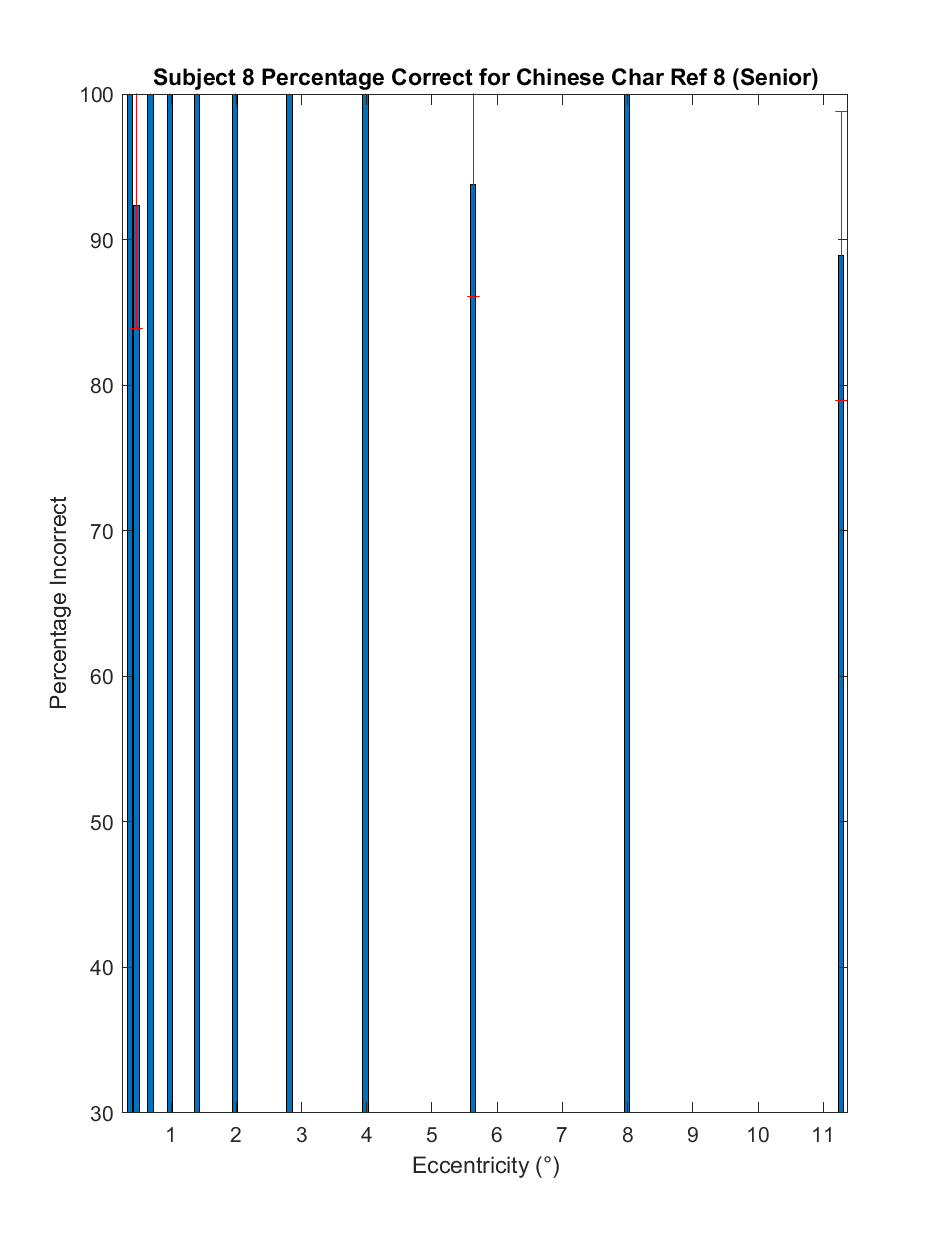 Subject 8 Percentage Correct for Chinese Char Ref 8 (Senior)
100
90
80
70
60
50
40
30
Percentage Incorrect
1 2 3 4 5 6 7 8 9 10 11
Eccentricity (°)